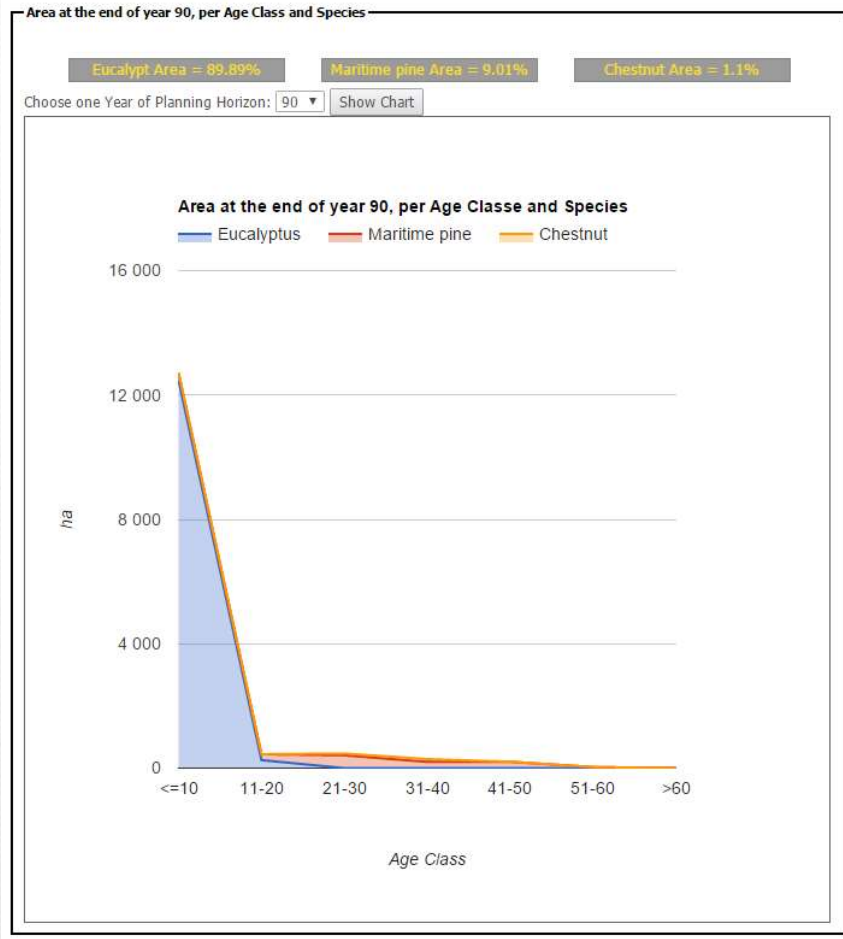 Area at the end of year 90, per Age Class and Species
Eucalypt Area = 89.89% Maritime pine Area = 9.01% Chestnut Area = 1.1%
Choose one Year of Planning Horizon: 90 Show Chart
Area at the end of year 90, per Age Classe and Species
Eucalyptus Maritime pine Chestnut
16 000
12 000
ha
8 000
4 000
0
<=10 11-20 21-30 31-40 41-50 51-60 >60
Age Class